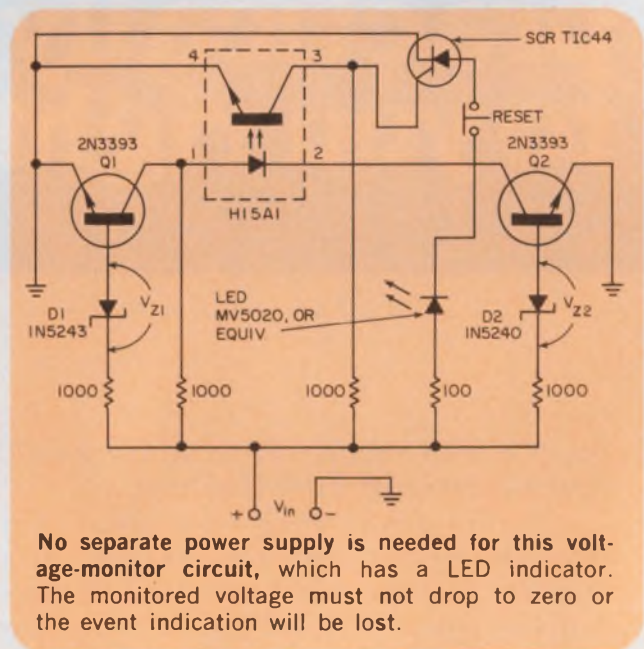 4
3
SCR TIC44
RESET
2N3393
Q1
1
2
2N3393
Q2
H15A1
VZ1
D1
1N5243
LED
MV5020, OR
EQUIV.
D2
1N5240
VZ2
1000
1000
1000
100
1000
+ Vin -
No separate power supply is needed for this volt-
age-monitor circuit, which has a LED indicator.
The monitored voltage must not drop to zero or
the event indication will be lost.